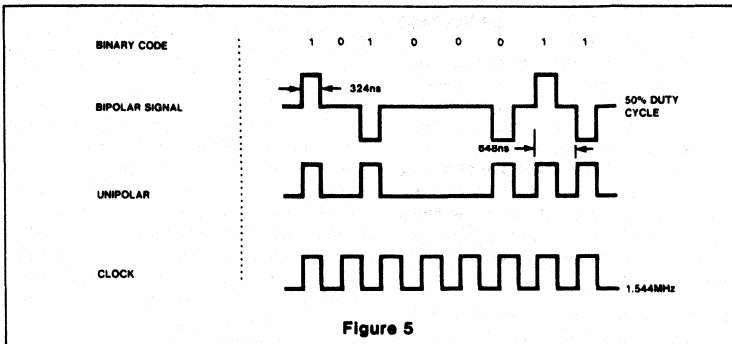 BINARY CODE 1 0 1 0 0 0 1 1
324ns
BIPOLAR SIGNAL
50% DUTY
CYCLE
648ns
UNIPOLAR
CLOCK
1.544MHz
Figure 5